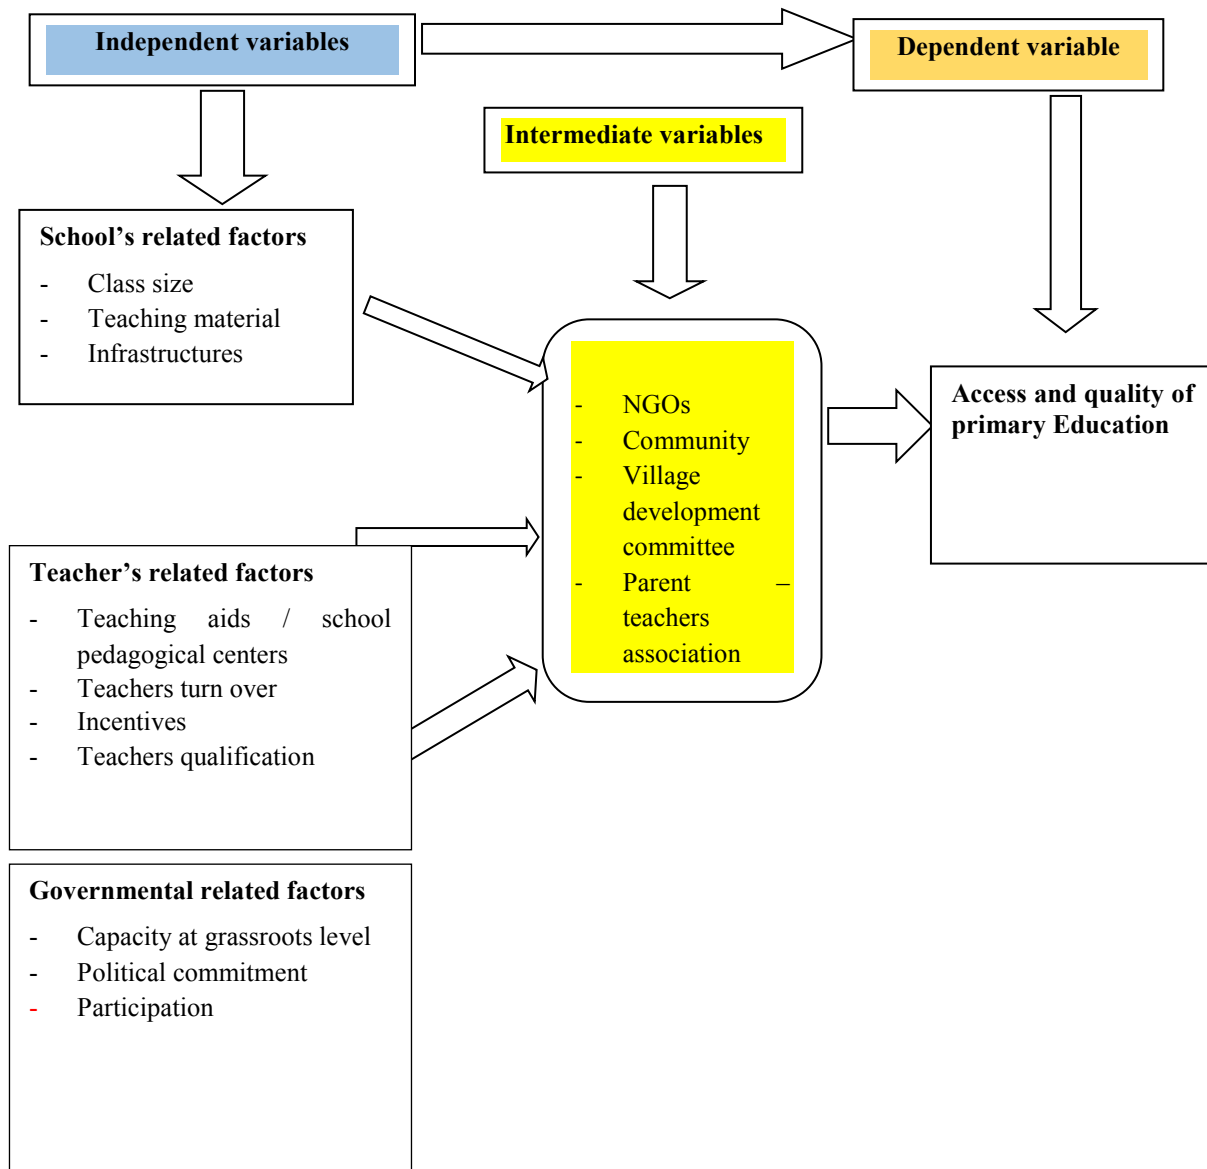 Independent variables
Dependent variable
Intermediate variables
School’s related factors
- Class size
- Teaching material
- Infrastructures
- NGOs
- Community
- Village
development
committee
- Parent –
teachers
association
Access and quality of
primary Education
Teacher’s related factors
- Teaching aids / school
pedagogical centers
- Teachers turn over
- Incentives
- Teachers qualification
Governmental related factors
- Capacity at grassroots level
- Political commitment
- Participation